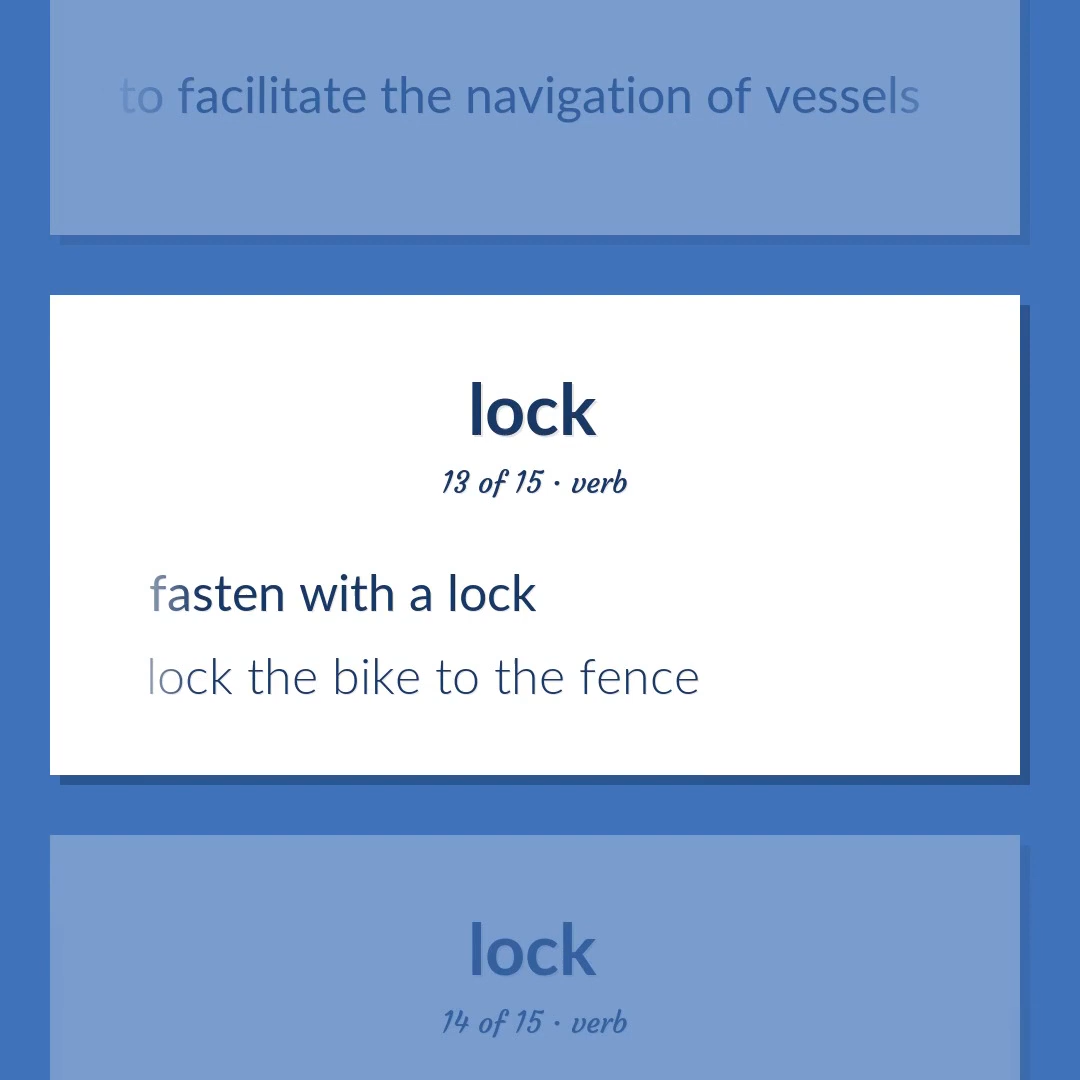 to facilitate the navigation of vessels
lock
13 of 15 · verb
fasten with a lock
lock the bike to the fence
lock
14 of 15 · verb